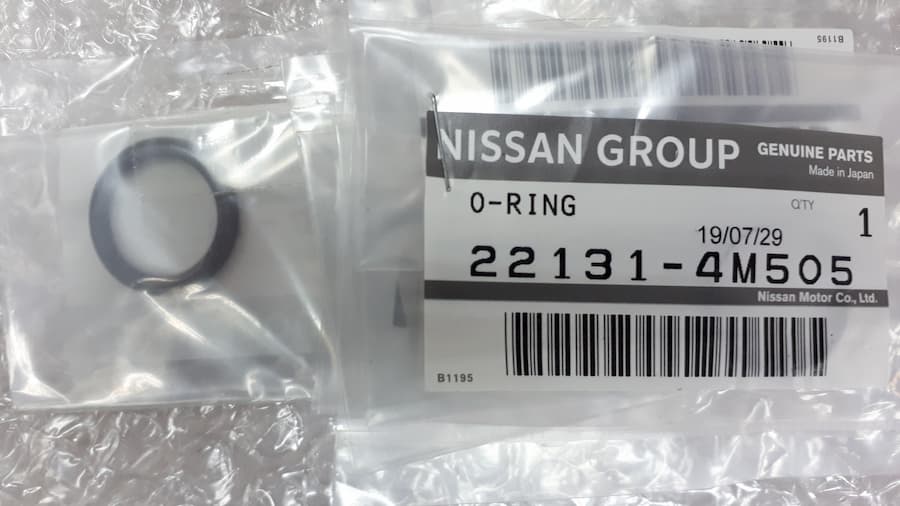 B1195
NISSAN GROUP GENUINE PARTS
Made in Japan
O-RING Q'TY 1
19/07/29
22131-4M505
Nissan Motor Co., Ltd.
B1195